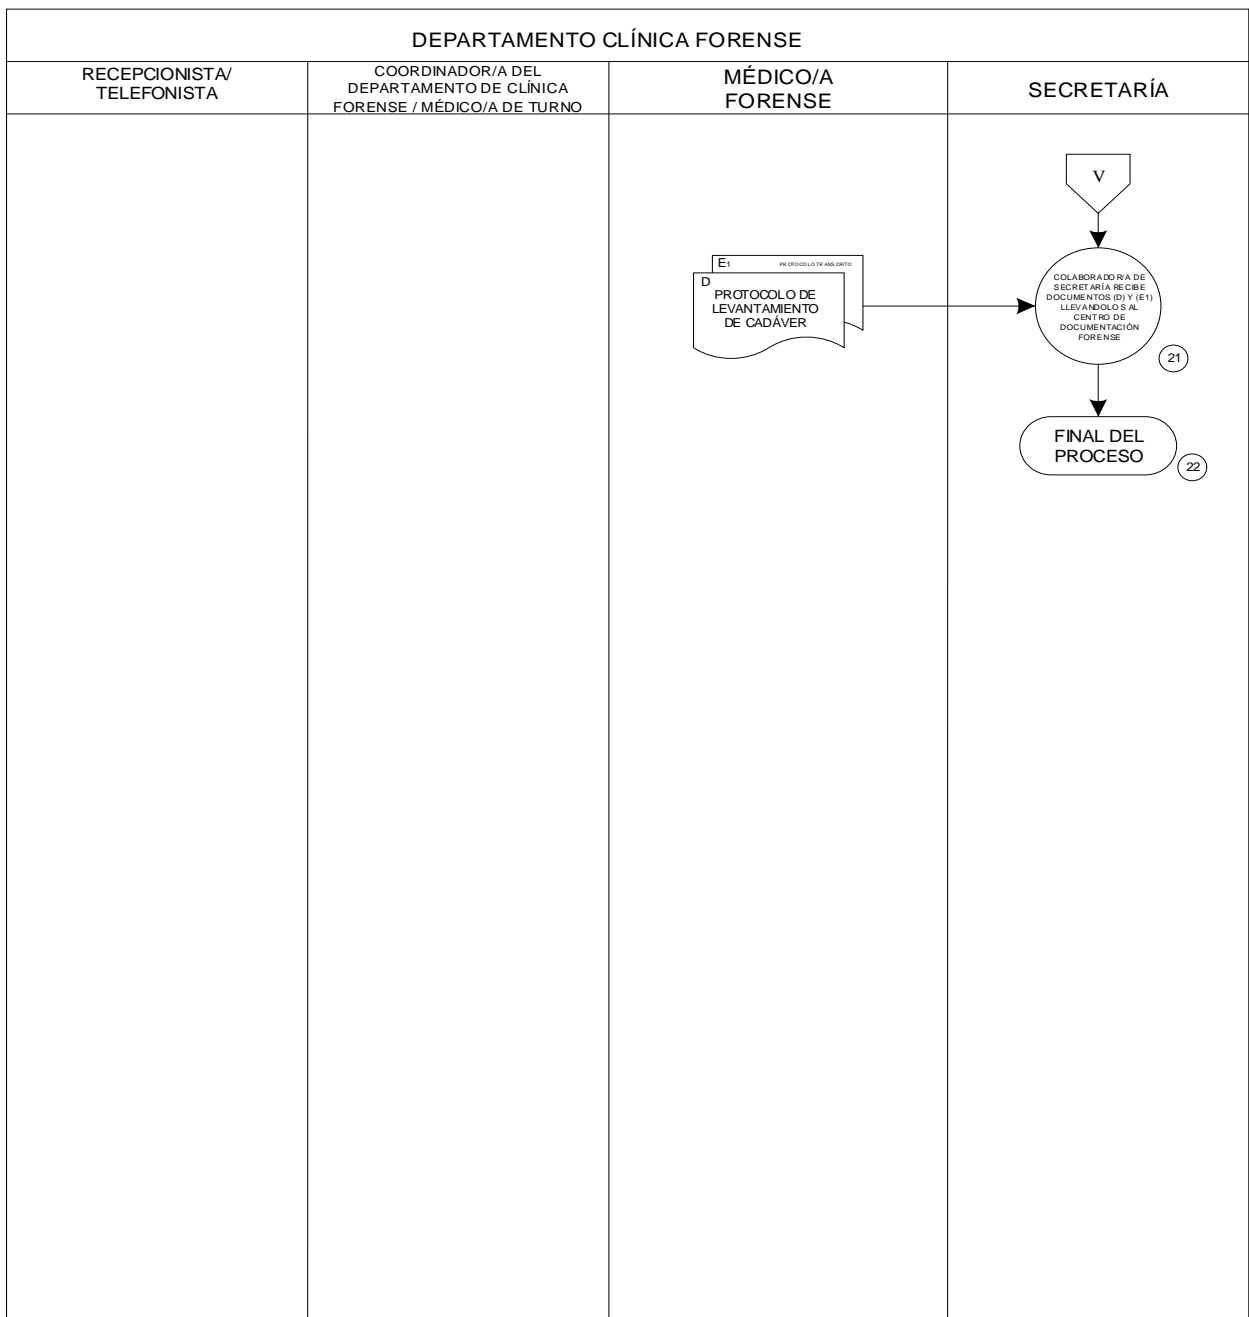 DEPARTAMENTO CLÍNICA FORENSE
RECEPCIONISTA/
TELEFONISTA
COORDINADOR/A DEL
DEPARTAMENTO DE CLÍNICA
FORENSE / MÉDICO/A DE TURNO
MÉDICO/A
FORENSE
SECRETARÍA
V
E1
PROTOCOLO TRANSCRITO
D
PROTOCOLO DE
LEVANTAMIENTO
DE CADÁVER
COLABORADOR/A DE
SECRETARÍA RECIBE
DOCUMENTOS (D) Y (E1)
LLEVANDOLOS AL
CENTRO DE
DOCUMENTACIÓN
FORENSE
21
FINAL DEL
PROCESO
22